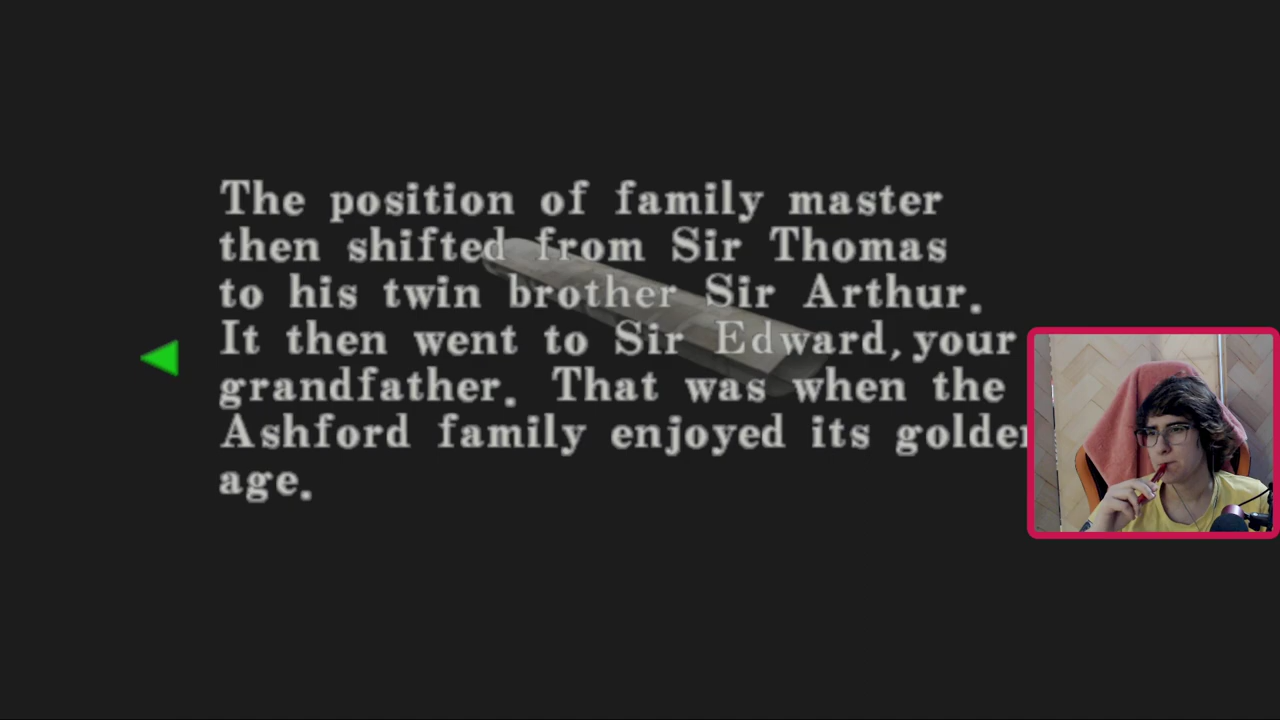 The position of family master
then shifted from Sir Thomas
to his twin brother Sir Arthur.
It then went to Sir Edward, your
grandfather. That was when the
Ashford family enjoyed its golden
age.